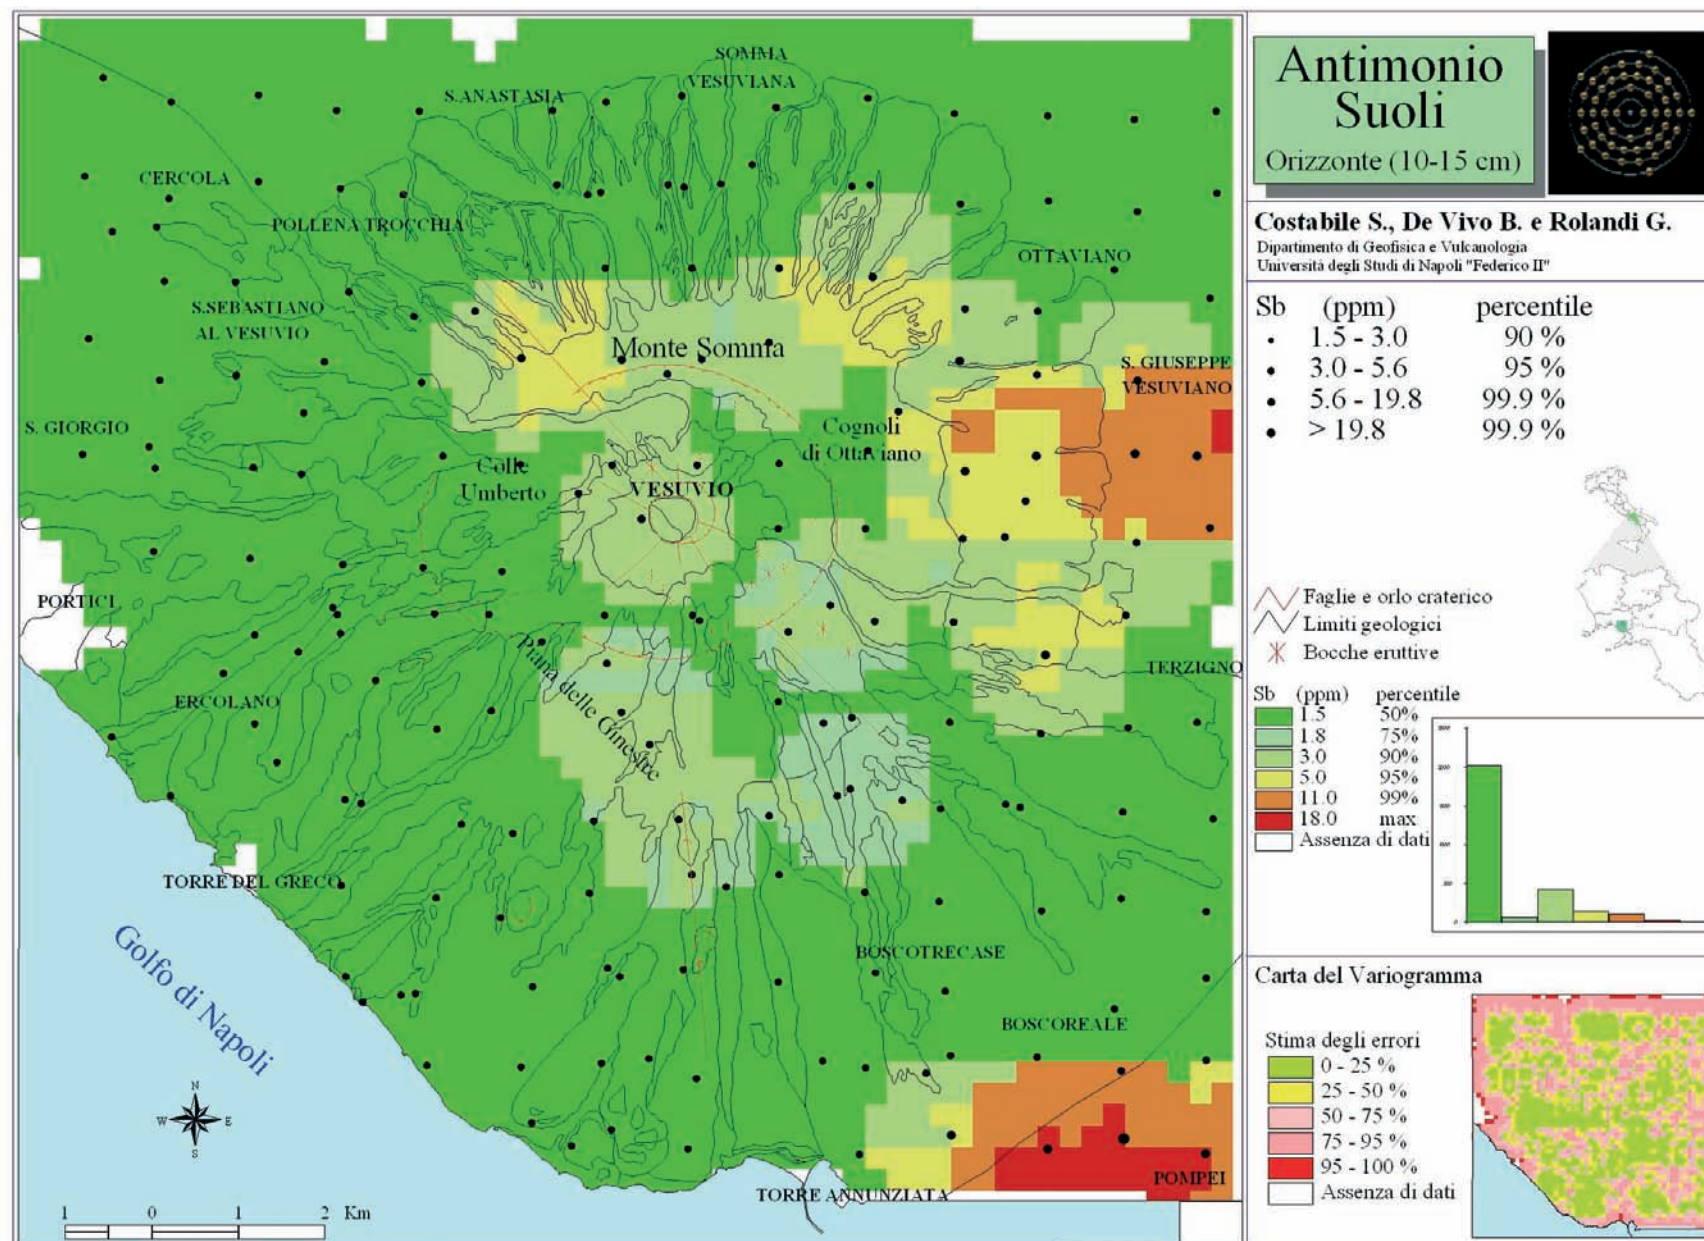 SOMMA
VESUVIANA
S.ANASTASIA
CERCOLA
POLLENA TROCCHIA
OTTAVIANO
S.SEBASTIANO
AL VESUVIO
Monte Somma
S. GIUSEPPE
VESUVIANO
S. GIORGIO
Cognoli
di Ottaviano
Colle
Umberto
VESUVIO
PORTICI
Piana delle Ginestre
TERZIGNO
ERCOLANO
TORRE DEL GRECO
Golfo di Napoli
BOSCOTRECASE
BOSCOREALE
POMPEI
TORRE ANNUNZIATA
N
W E
S
1 0 1 2 Km
Antimonio
Suoli
Orizzonte (10-15 cm)
Costabile S., De Vivo B. e Rolandi G.
Dipartimento di Geofisica e Vulcanologia
Università degli Studi di Napoli "Federico II"
Sb (ppm) percentile
1.5 - 3.0 90 %
3.0 - 5.6 95 %
5.6 - 19.8 99.9 %
> 19.8 99.9 %
Faglie e orlo craterico
Limiti geologici
Bocche eruttive
Sb (ppm) percentile
1.5 50%
1.8 75%
3.0 90%
5.0 95%
11.0 99%
18.0 max
Assenza di dati
Carta del Variogramma
Stima degli errori
0 - 25 %
25 - 50 %
50 - 75 %
75 - 95 %
95 - 100 %
Assenza di dati